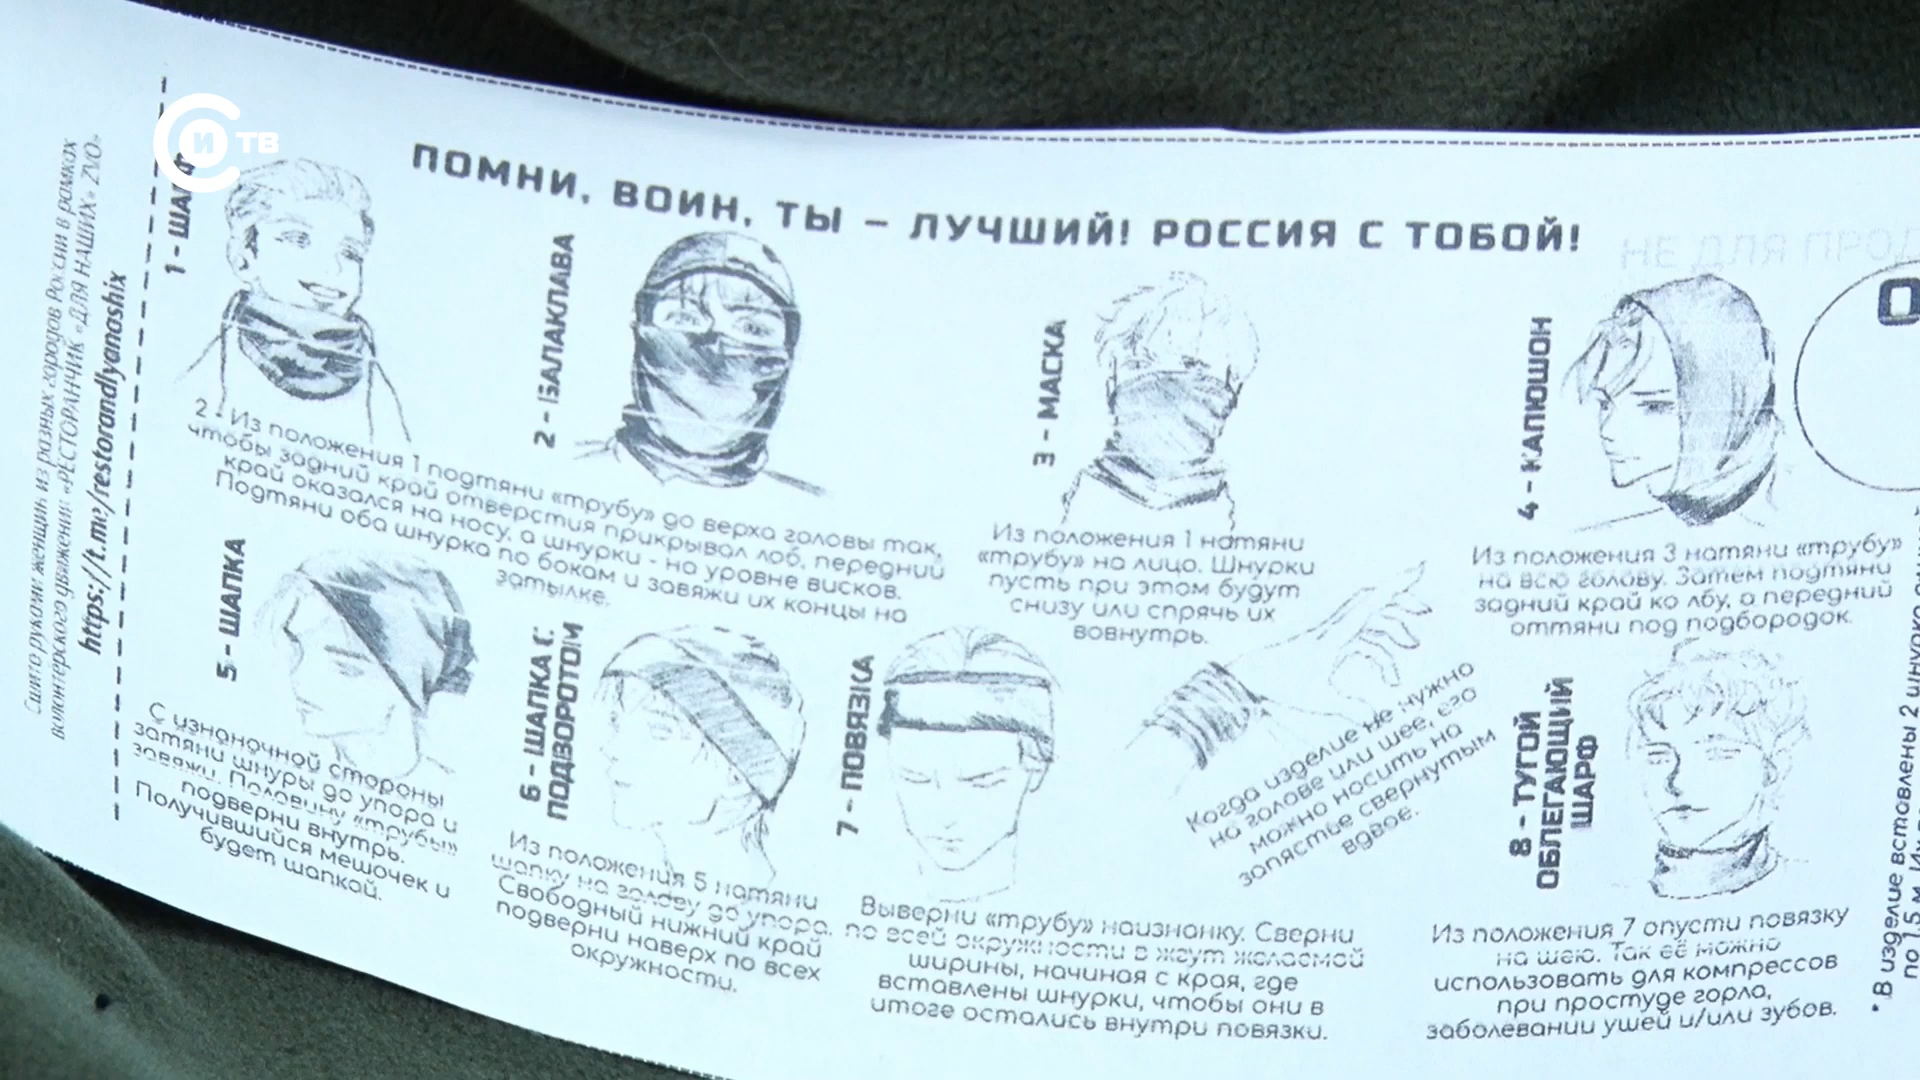 СИТВ
Сшито руками женщин из разных городов России в рамках
волонтерского движения «РЕСТОРАНЧИК «ДЛЯ НАШИХ» ZVO»
https://t.me/restorandlyanashix
ПОМНИ, ВОИН, ТЫ – ЛУЧШИЙ! РОССИЯ С ТОБОЙ!
НЕ ДЛЯ ПРОД
1 - ШАРФ
2 - БАЛАКЛАВА
2 - Из положения 1 подтяни «трубу» до верха головы так,
чтобы задний край отверстия прикрывал лоб, передний
край оказался на носу, а шнурки - на уровне висков.
Подтяни оба шнурка по бокам и завяжи их концы на
затылке.
3 - МАСКА
Из положения 1 натяни
«трубу» на лицо. Шнурки
пусть при этом будут
снизу или спрячь их
вовнутрь.
4 - КАПЮШОН
Из положения 3 натяни «трубу»
на всю голову. Затем подтяни
задний край ко лбу, а передний
оттяни под подбородок.
5 - ШАПКА
С изнаночной стороны
затяни шнуры до упора и
завяжи. Половину «трубы»
подверни внутрь.
Получившийся мешочек и
будет шапкой.
6 - ШАПКА С
ПОДВОРОТОМ
Из положения 5 натяни
шапку на голову до упора.
Свободный нижний край
подверни наверх по всех
окружности.
7 - ПОВЯЗКА
Выверни «трубу» наизнанку. Сверни
по всей окружности в жгут желаемой
ширины, начиная с края, где
вставлены шнурки, чтобы они в
итоге остались внутри повязки.
Когда изделие не нужно
на голове или шее, его
можно носить на
запястье свернутым
вдвое.
8 - ТУГОЙ
ОБЛЕГАЮЩИЙ
ШАРФ
Из положения 7 опусти повязку
на шею. Так её можно
использовать для компрессов
при простуде горла,
заболевании ушей и/или зубов.
* В изделие вставлены 2 шнурка
по 1,5 м.